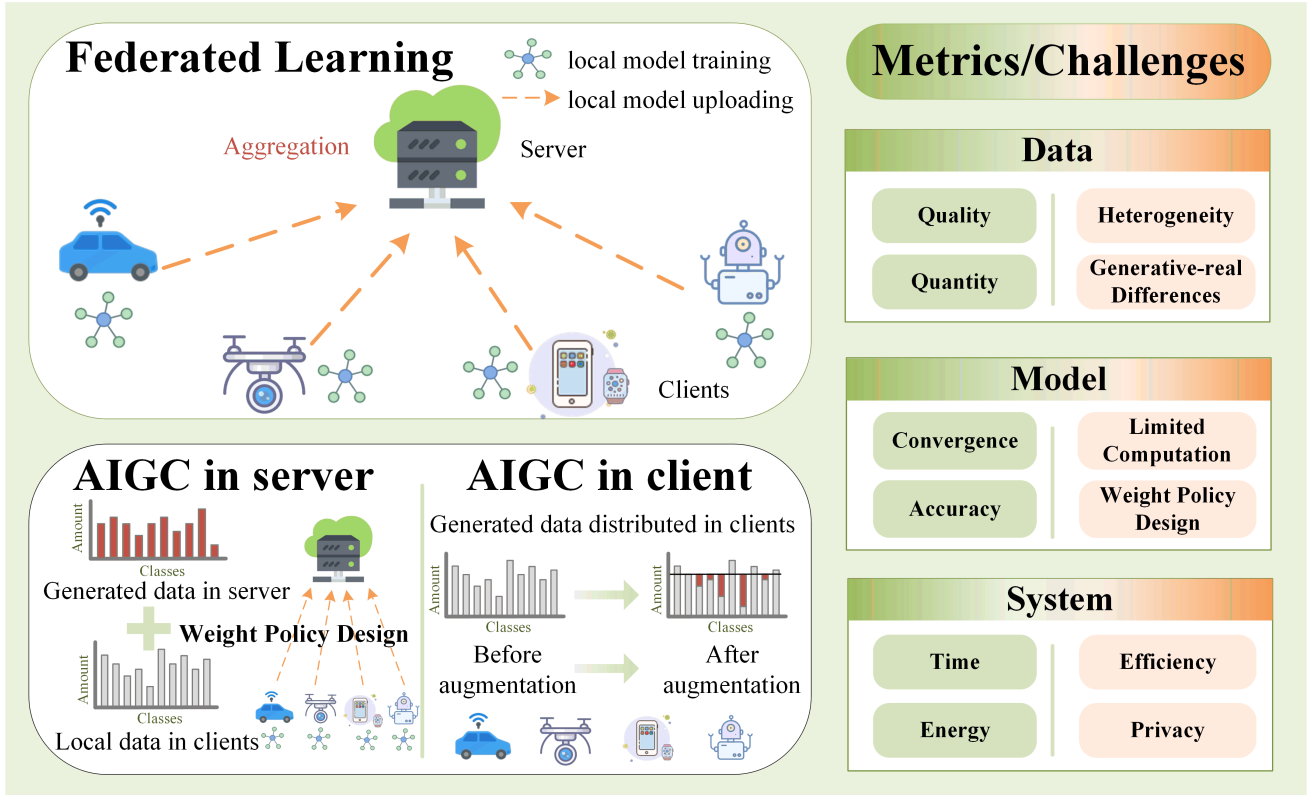 Federated Learning
local model training
local model uploading
Aggregation
Server
Clients
AIGC in server
Amount
Classes
Generated data in server
Weight Policy Design
Amount
Classes
Local data in clients
AIGC in client
Generated data distributed in clients
Amount
Classes
Amount
Classes
Before
augmentation
After
augmentation
Metrics/Challenges
Data
Quality
Heterogeneity
Quantity
Generative-real
Differences
Model
Convergence
Limited
Computation
Accuracy
Weight Policy
Design
System
Time
Efficiency
Energy
Privacy